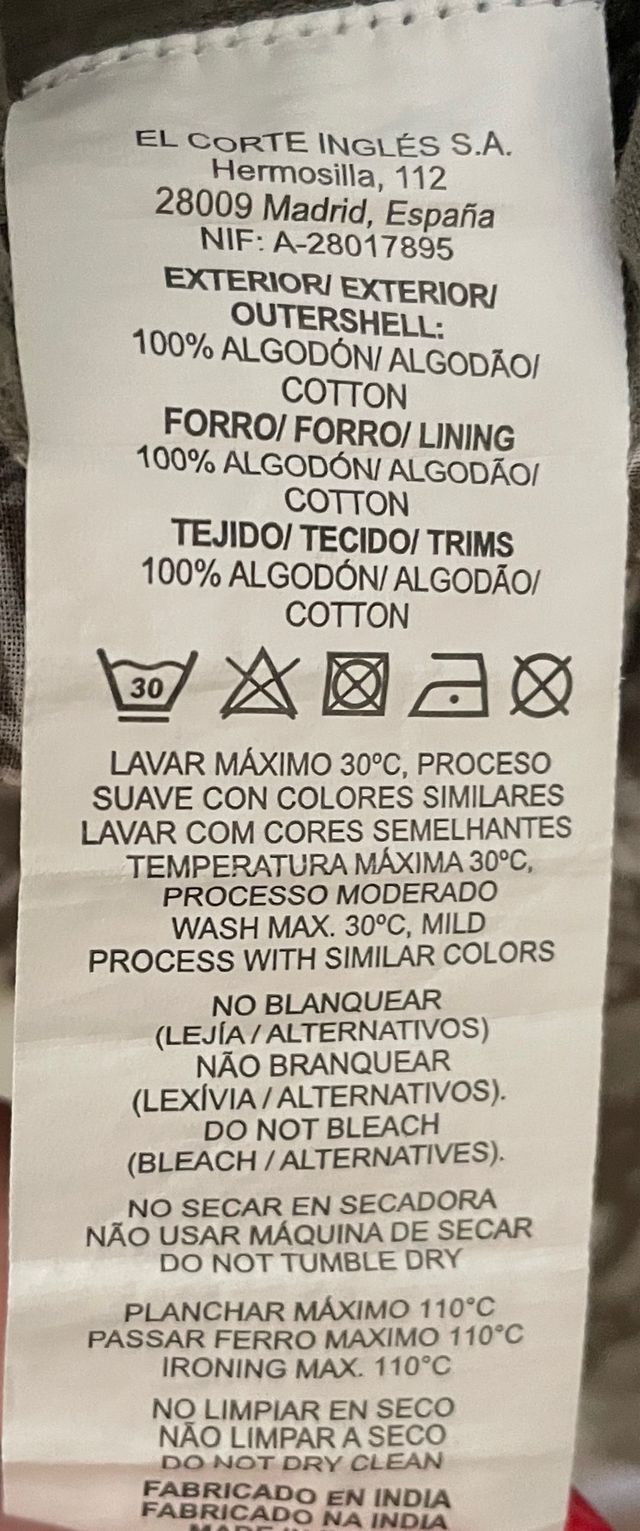 EL CORTE INGLÉS S.A.
Hermosilla, 112
28009 Madrid, España
NIF: A-28017895
EXTERIOR/ EXTERIOR/
OUTERSHELL:
100% ALGODÓN/ ALGODÃO/
COTTON
FORRO/ FORRO/ LINING
100% ALGODÓN/ ALGODÃO/
COTTON
TEJIDO/ TECIDO/ TRIMS
100% ALGODÓN/ ALGODÃO/
COTTON
30
LAVAR MÁXIMO 30ºC, PROCESO
SUAVE CON COLORES SIMILARES
LAVAR COM CORES SEMELHANTES
TEMPERATURA MÁXIMA 30ºC,
PROCESSO MODERADO
WASH MAX. 30ºC, MILD
PROCESS WITH SIMILAR COLORS
NO BLANQUEAR
(LEJÍA / ALTERNATIVOS)
NÃO BRANQUEAR
(LEXÍVIA / ALTERNATIVOS).
DO NOT BLEACH
(BLEACH / ALTERNATIVES).
NO SECAR EN SECADORA
NÃO USAR MÁQUINA DE SECAR
DO NOT TUMBLE DRY
PLANCHAR MÁXIMO 110°C
PASSAR FERRO MAXIMO 110°C
IRONING MAX. 110°C
NO LIMPIAR EN SECO
NÃO LIMPAR A SECO
DO NOT DRY CLEAN
FABRICADO EN INDIA
FABRICADO NA INDIA